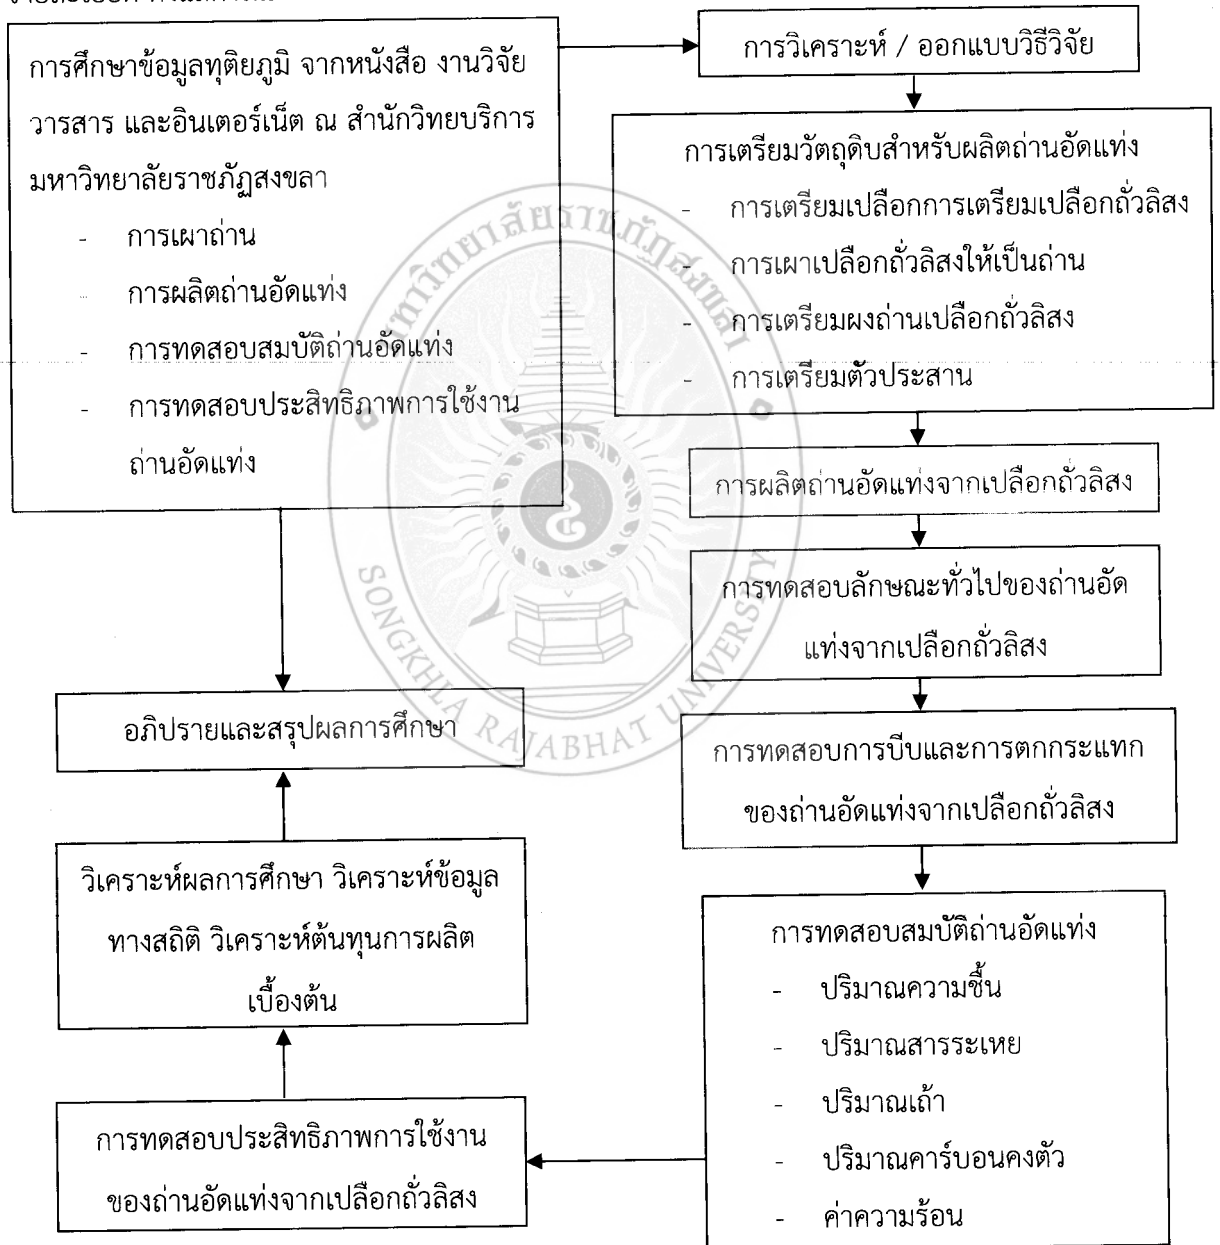 การศึกษาข้อมูลทุติยภูมิ จากหนังสือ งานวิจัย
วารสาร และอินเตอร์เน็ต ณ สำนักวิทยบริการ
มหาวิทยาลัยราชภัฏสงขลา
- การเผาถ่าน
- การผลิตถ่านอัดแท่ง
- การทดสอบสมบัติถ่านอัดแท่ง
- การทดสอบประสิทธิภาพการใช้งาน
ถ่านอัดแท่ง
การวิเคราะห์ / ออกแบบวิธีวิจัย
การเตรียมวัตถุดิบสำหรับผลิตถ่านอัดแท่ง
- การเตรียมเปลือกการเตรียมเปลือกถั่วลิสง
- การเผาเปลือกถั่วลิสงให้เป็นถ่าน
- การเตรียมผงถ่านเปลือกถั่วลิสง
- การเตรียมตัวประสาน
การผลิตถ่านอัดแท่งจากเปลือกถั่วลิสง
การทดสอบลักษณะทั่วไปของถ่านอัด
แท่งจากเปลือกถั่วลิสง
การทดสอบการบีบและการตกกระแทก
ของถ่านอัดแท่งจากเปลือกถั่วลิสง
การทดสอบสมบัติถ่านอัดแท่ง
- ปริมาณความชื้น
- ปริมาณสารระเหย
- ปริมาณเถ้า
- ปริมาณคาร์บอนคงตัว
- ค่าความร้อน
การทดสอบประสิทธิภาพการใช้งาน
ของถ่านอัดแท่งจากเปลือกถั่วลิสง
วิเคราะห์ผลการศึกษา วิเคราะห์ข้อมูล
ทางสถิติ วิเคราะห์ต้นทุนการผลิต
เบื้องต้น
อภิปรายและสรุปผลการศึกษา
มหาวิทยาลัยราชภัฏสงขลา
SONGKHLA RAJABHAT UNIVERSITY